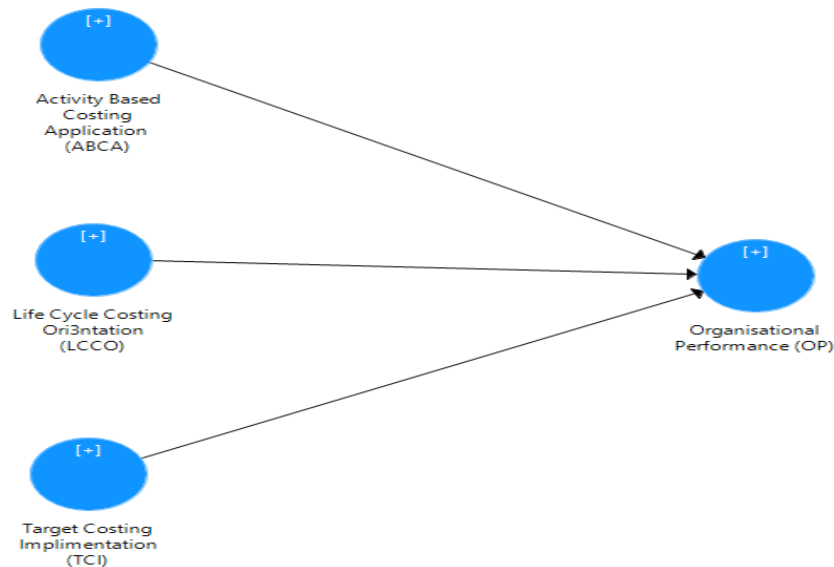 [+]
Activity Based
Costing
Application
(ABCA)
[+]
Life Cycle Costing
Ori3ntation
(LCCO)
[+]
Organisational
Performance (OP)
[+]
Target Costing
Implimentation
(TCI)